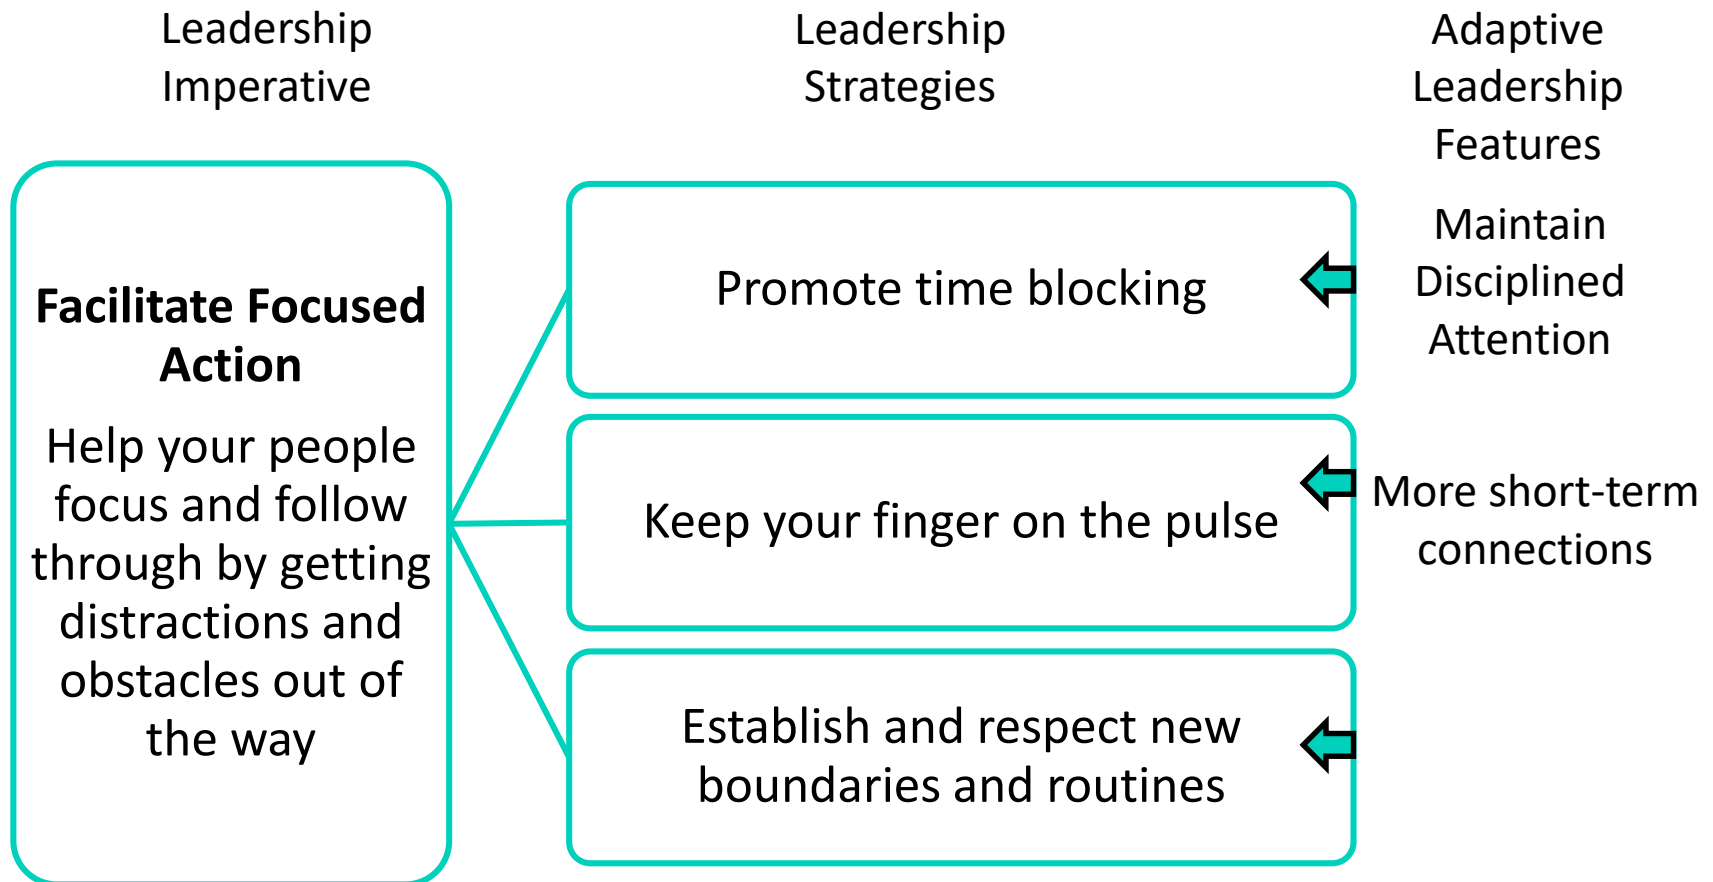 Leadership
Imperative
Leadership
Strategies
Adaptive
Leadership
Features
Facilitate Focused
Action
Help your people
focus and follow
through by getting
distractions and
obstacles out of
the way
Promote time blocking
Maintain
Disciplined
Attention
Keep your finger on the pulse
More short-term
connections
Establish and respect new
boundaries and routines